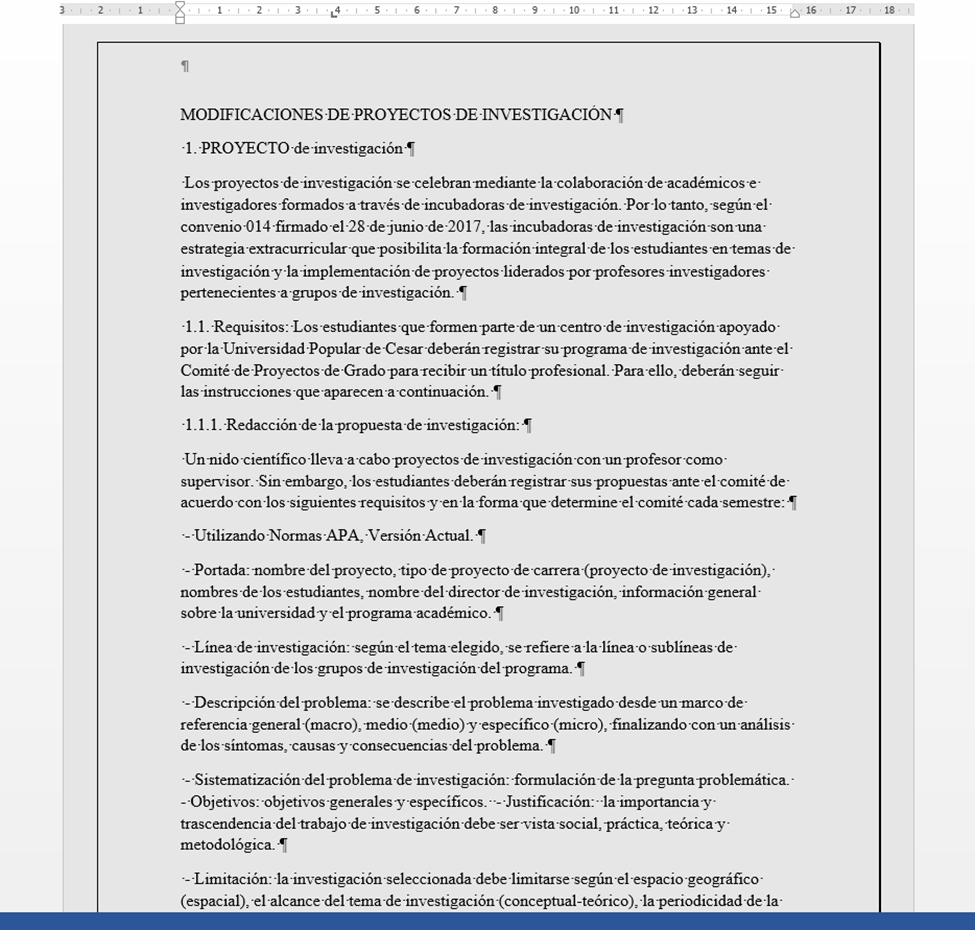 3 2 1 1 2 3 4 5 6 7 8 9 10 11 12 13 14 15 16 17 18
¶
MODIFICACIONES·DE·PROYECTOS·DE·INVESTIGACIÓN·¶
·1.·PROYECTO·de·investigación·¶
·Los·proyectos·de·investigación·se·celebran·mediante·la·colaboración·de·académicos·e·
investigadores·formados·a·través·de·incubadoras·de·investigación.·Por·lo·tanto,·según·el·
convenio·014·firmado·el·28·de·junio·de·2017,·las·incubadoras·de·investigación·son·una·
estrategia·extracurricular·que·posibilita·la·formación·integral·de·los·estudiantes·en·temas·de·
investigación·y·la·implementación·de·proyectos·liderados·por·profesores·investigadores·
pertenecientes·a·grupos·de·investigación.·¶
·1.1.·Requisitos:·Los·estudiantes·que·formen·parte·de·un·centro·de·investigación·apoyado·
por·la·Universidad·Popular·de·Cesar·deberán·registrar·su·programa·de·investigación·ante·el·
Comité·de·Proyectos·de·Grado·para·recibir·un·título·profesional.·Para·ello,·deberán·seguir·
las·instrucciones·que·aparecen·a·continuación.·¶
·1.1.1.·Redacción·de·la·propuesta·de·investigación:·¶
·Un·nido·científico·lleva·a·cabo·proyectos·de·investigación·con·un·profesor·como·
supervisor.·Sin·embargo,·los·estudiantes·deberán·registrar·sus·propuestas·ante·el·comité·de·
acuerdo·con·los·siguientes·requisitos·y·en·la·forma·que·determine·el·comité·cada·semestre:·¶
·-·Utilizando·Normas·APA,·Versión·Actual.·¶
·-·Portada:·nombre·del·proyecto,·tipo·de·proyecto·de·carrera·(proyecto·de·investigación),·
nombres·de·los·estudiantes,·nombre·del·director·de·investigación,·información·general·
sobre·la·universidad·y·el·programa·académico.·¶
·-·Línea·de·investigación:·según·el·tema·elegido,·se·refiere·a·la·línea·o·sublíneas·de·
investigación·de·los·grupos·de·investigación·del·programa.·¶
·-·Descripción·del·problema:·se·describe·el·problema·investigado·desde·un·marco·de·
referencia·general·(macro),·medio·(medio)·y·específico·(micro),·finalizando·con·un·análisis·
de·los·síntomas,·causas·y·consecuencias·del·problema.·¶
·-·Sistematización·del·problema·de·investigación:·formulación·de·la·pregunta·problemática.·
-·Objetivos:·objetivos·generales·y·específicos.··-·Justificación:··la·importancia·y·
trascendencia·del·trabajo·de·investigación·debe·ser·vista·social,·práctica,·teórica·y·
metodológica.·¶
·-·Limitación:·la·investigación·seleccionada·debe·limitarse·según·el·espacio·geográfico·
(espacial),·el·alcance·del·tema·de·investigación·(conceptual-teórico),·la·periodicidad·de·la·